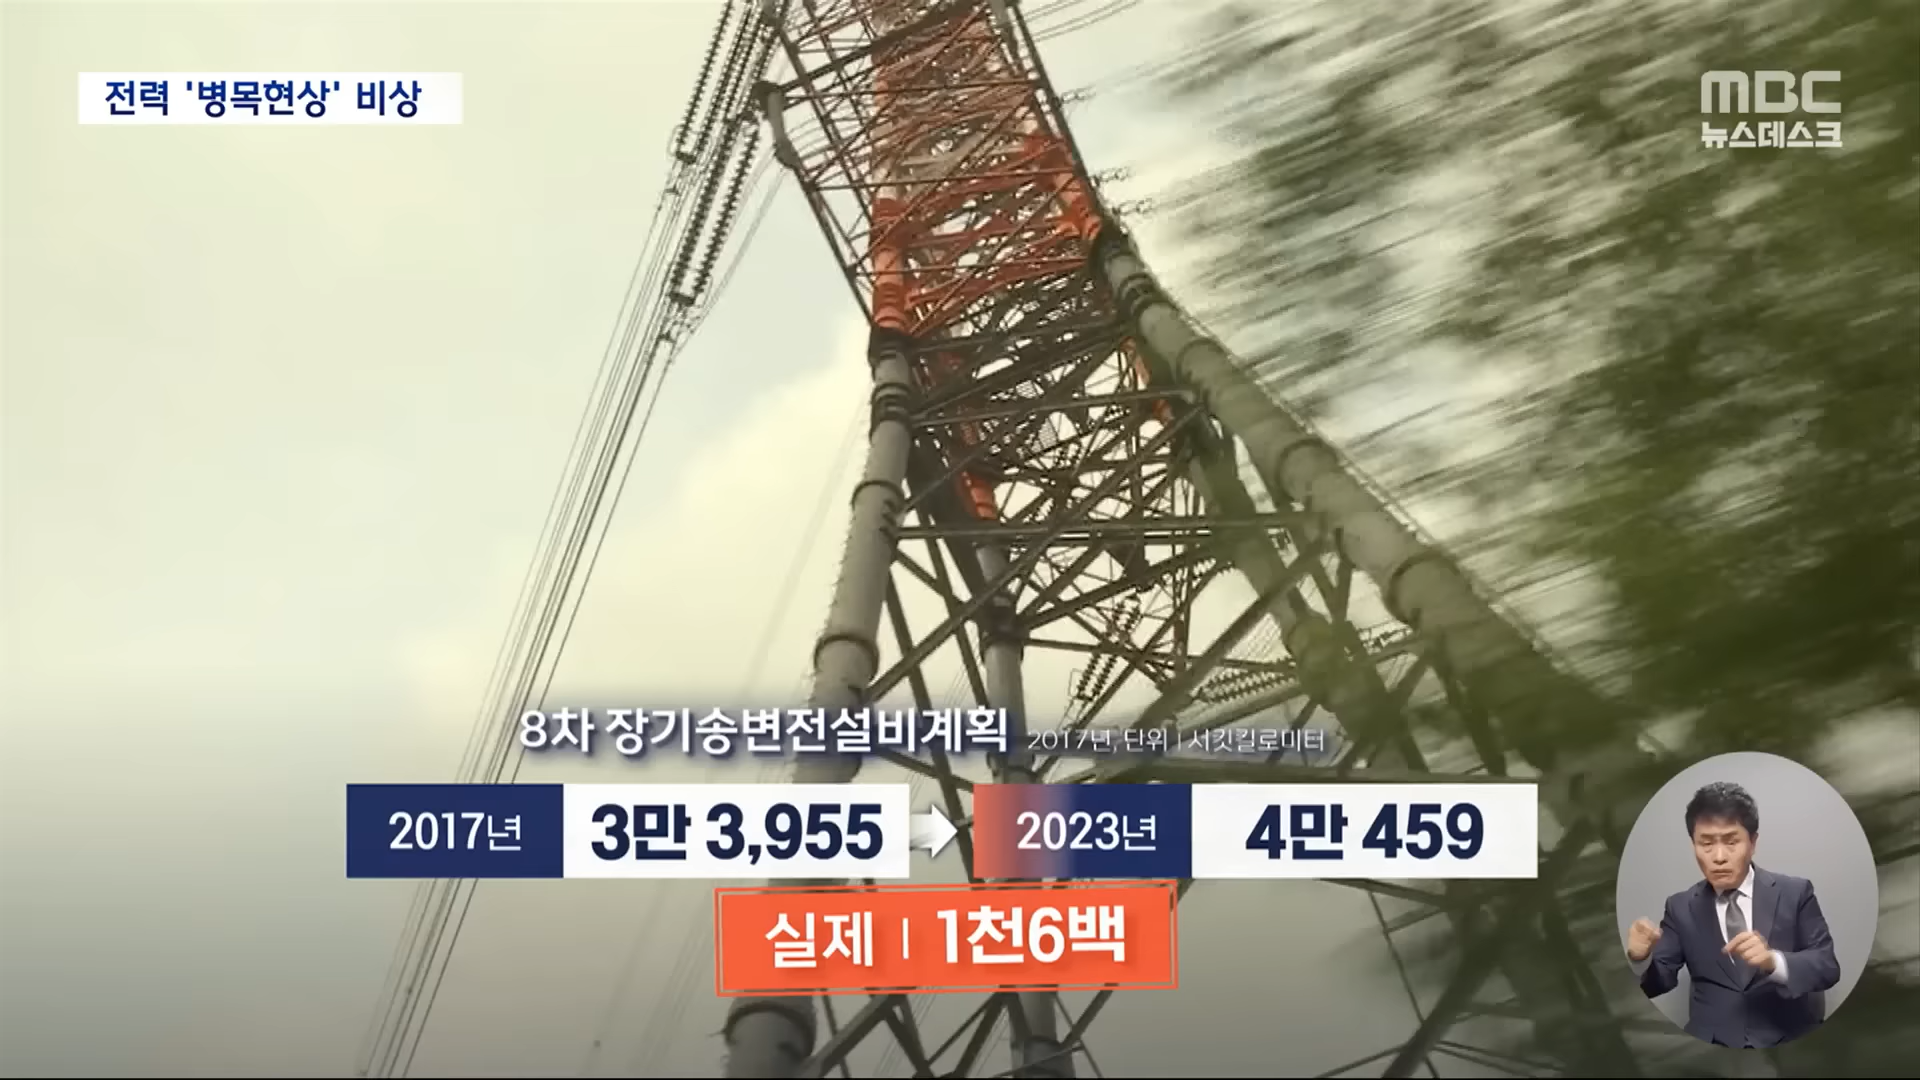 전력 '병목현상' 비상
MBC
뉴스데스크
8차 장기송변전설비계획 2017년, 단위 | 서킷킬로미터
2017년 3만 3,955 2023년 4만 459
실제 | 1천6백